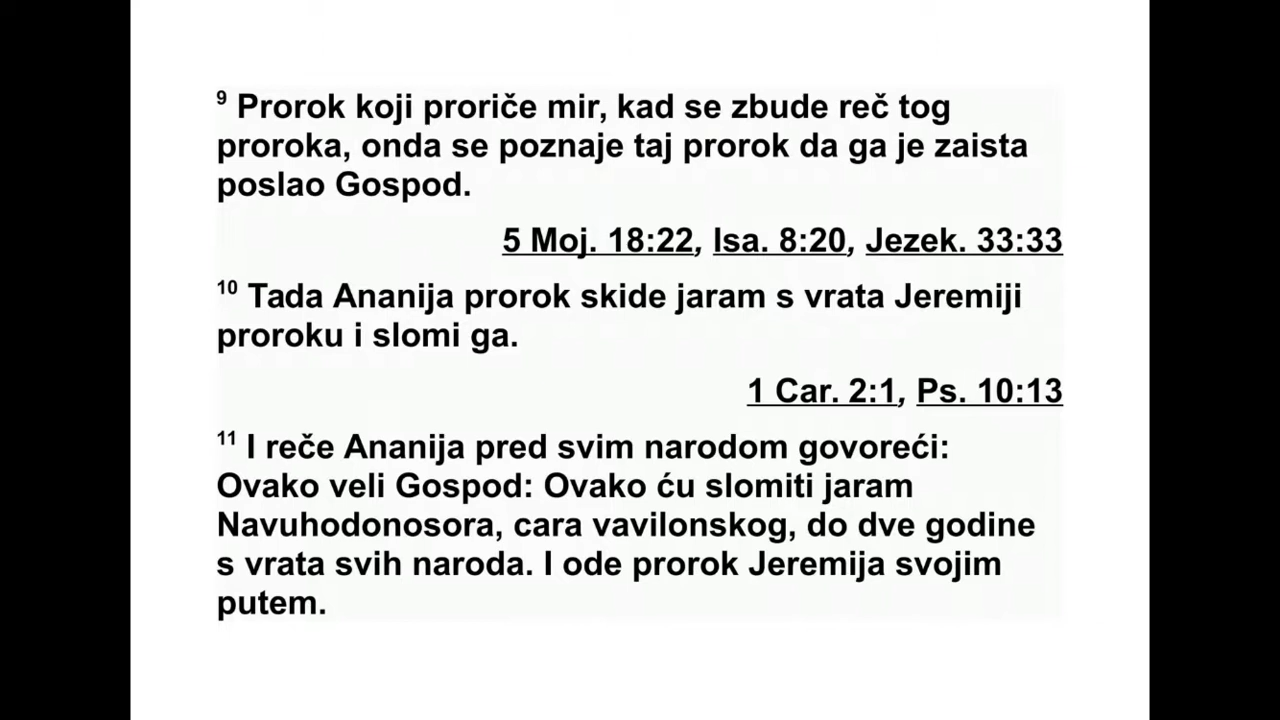 9 Prorok koji proriče mir, kad se zbude reč tog
proroka, onda se poznaje taj prorok da ga je zaista
poslao Gospod.
5 Moj. 18:22, Isa. 8:20, Jezek. 33:33
10 Tada Ananija prorok skide jaram s vrata Jeremiji
proroku i slomi ga.
1 Car. 2:1, Ps. 10:13
11 I reče Ananija pred svim narodom govoreći:
Ovako veli Gospod: Ovako ću slomiti jaram
Navuhodonosora, cara vavilonskog, do dve godine
s vrata svih naroda. I ode prorok Jeremija svojim
putem.